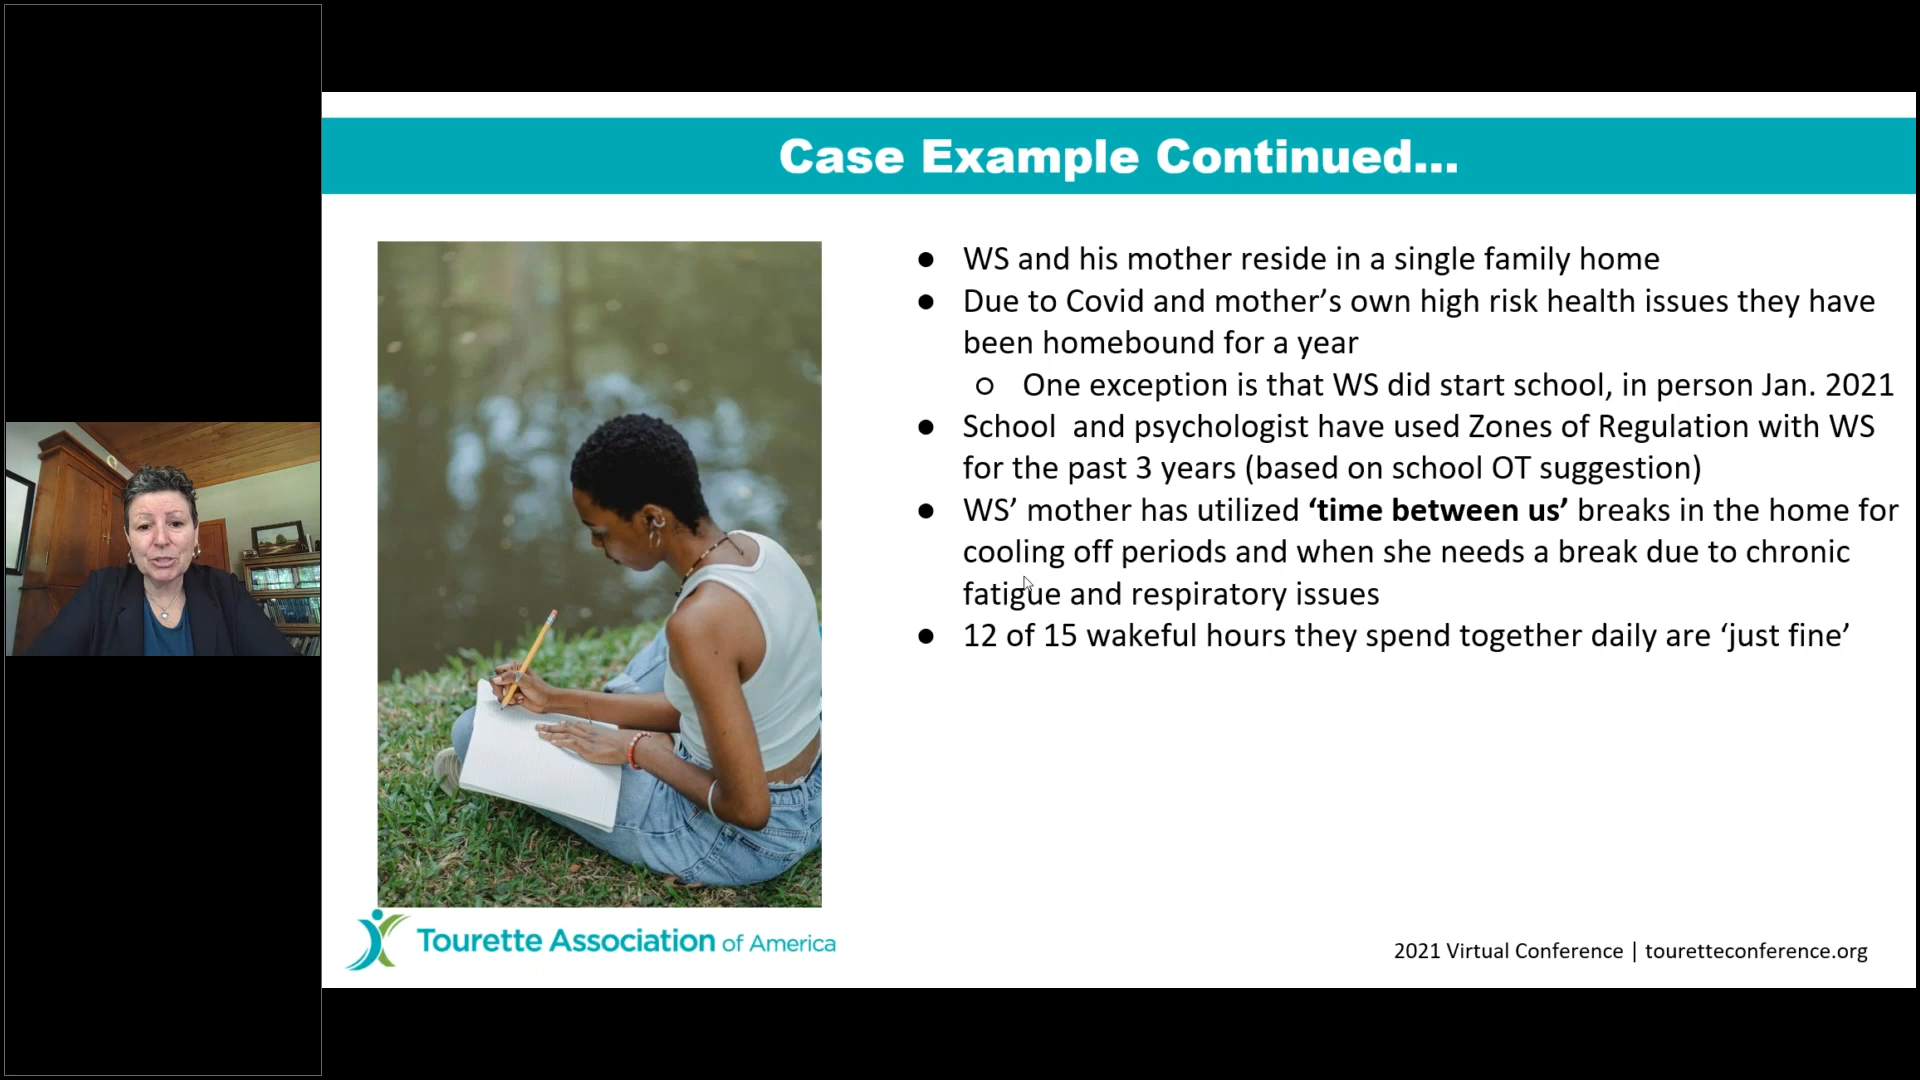 Case Example Continued...
● WS and his mother reside in a single family home
● Due to Covid and mother’s own high risk health issues they have
been homebound for a year
○ One exception is that WS did start school, in person Jan. 2021
● School  and psychologist have used Zones of Regulation with WS
for the past 3 years (based on school OT suggestion)
● WS’ mother has utilized ‘time between us’ breaks in the home for
cooling off periods and when she needs a break due to chronic
fatigue and respiratory issues
● 12 of 15 wakeful hours they spend together daily are ‘just fine’
Tourette Association of America
2021 Virtual Conference | touretteconference.org